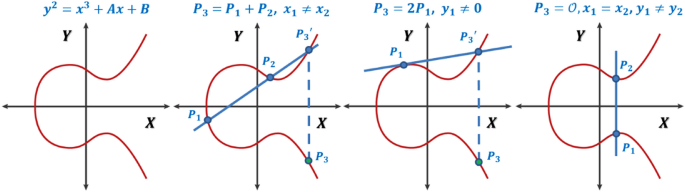 y² = x³ + Ax + B
P₃ = P₁ + P₂, x₁ ≠ x₂
P₃ = 2P₁, y₁ ≠ 0
P₃ = 𝒪, x₁ = x₂, y₁ ≠ y₂
Y
X
Y
P₃′
P₂
P₁
X
P₃
Y
P₁
P₃′
X
P₃
Y
P₂
X
P₁